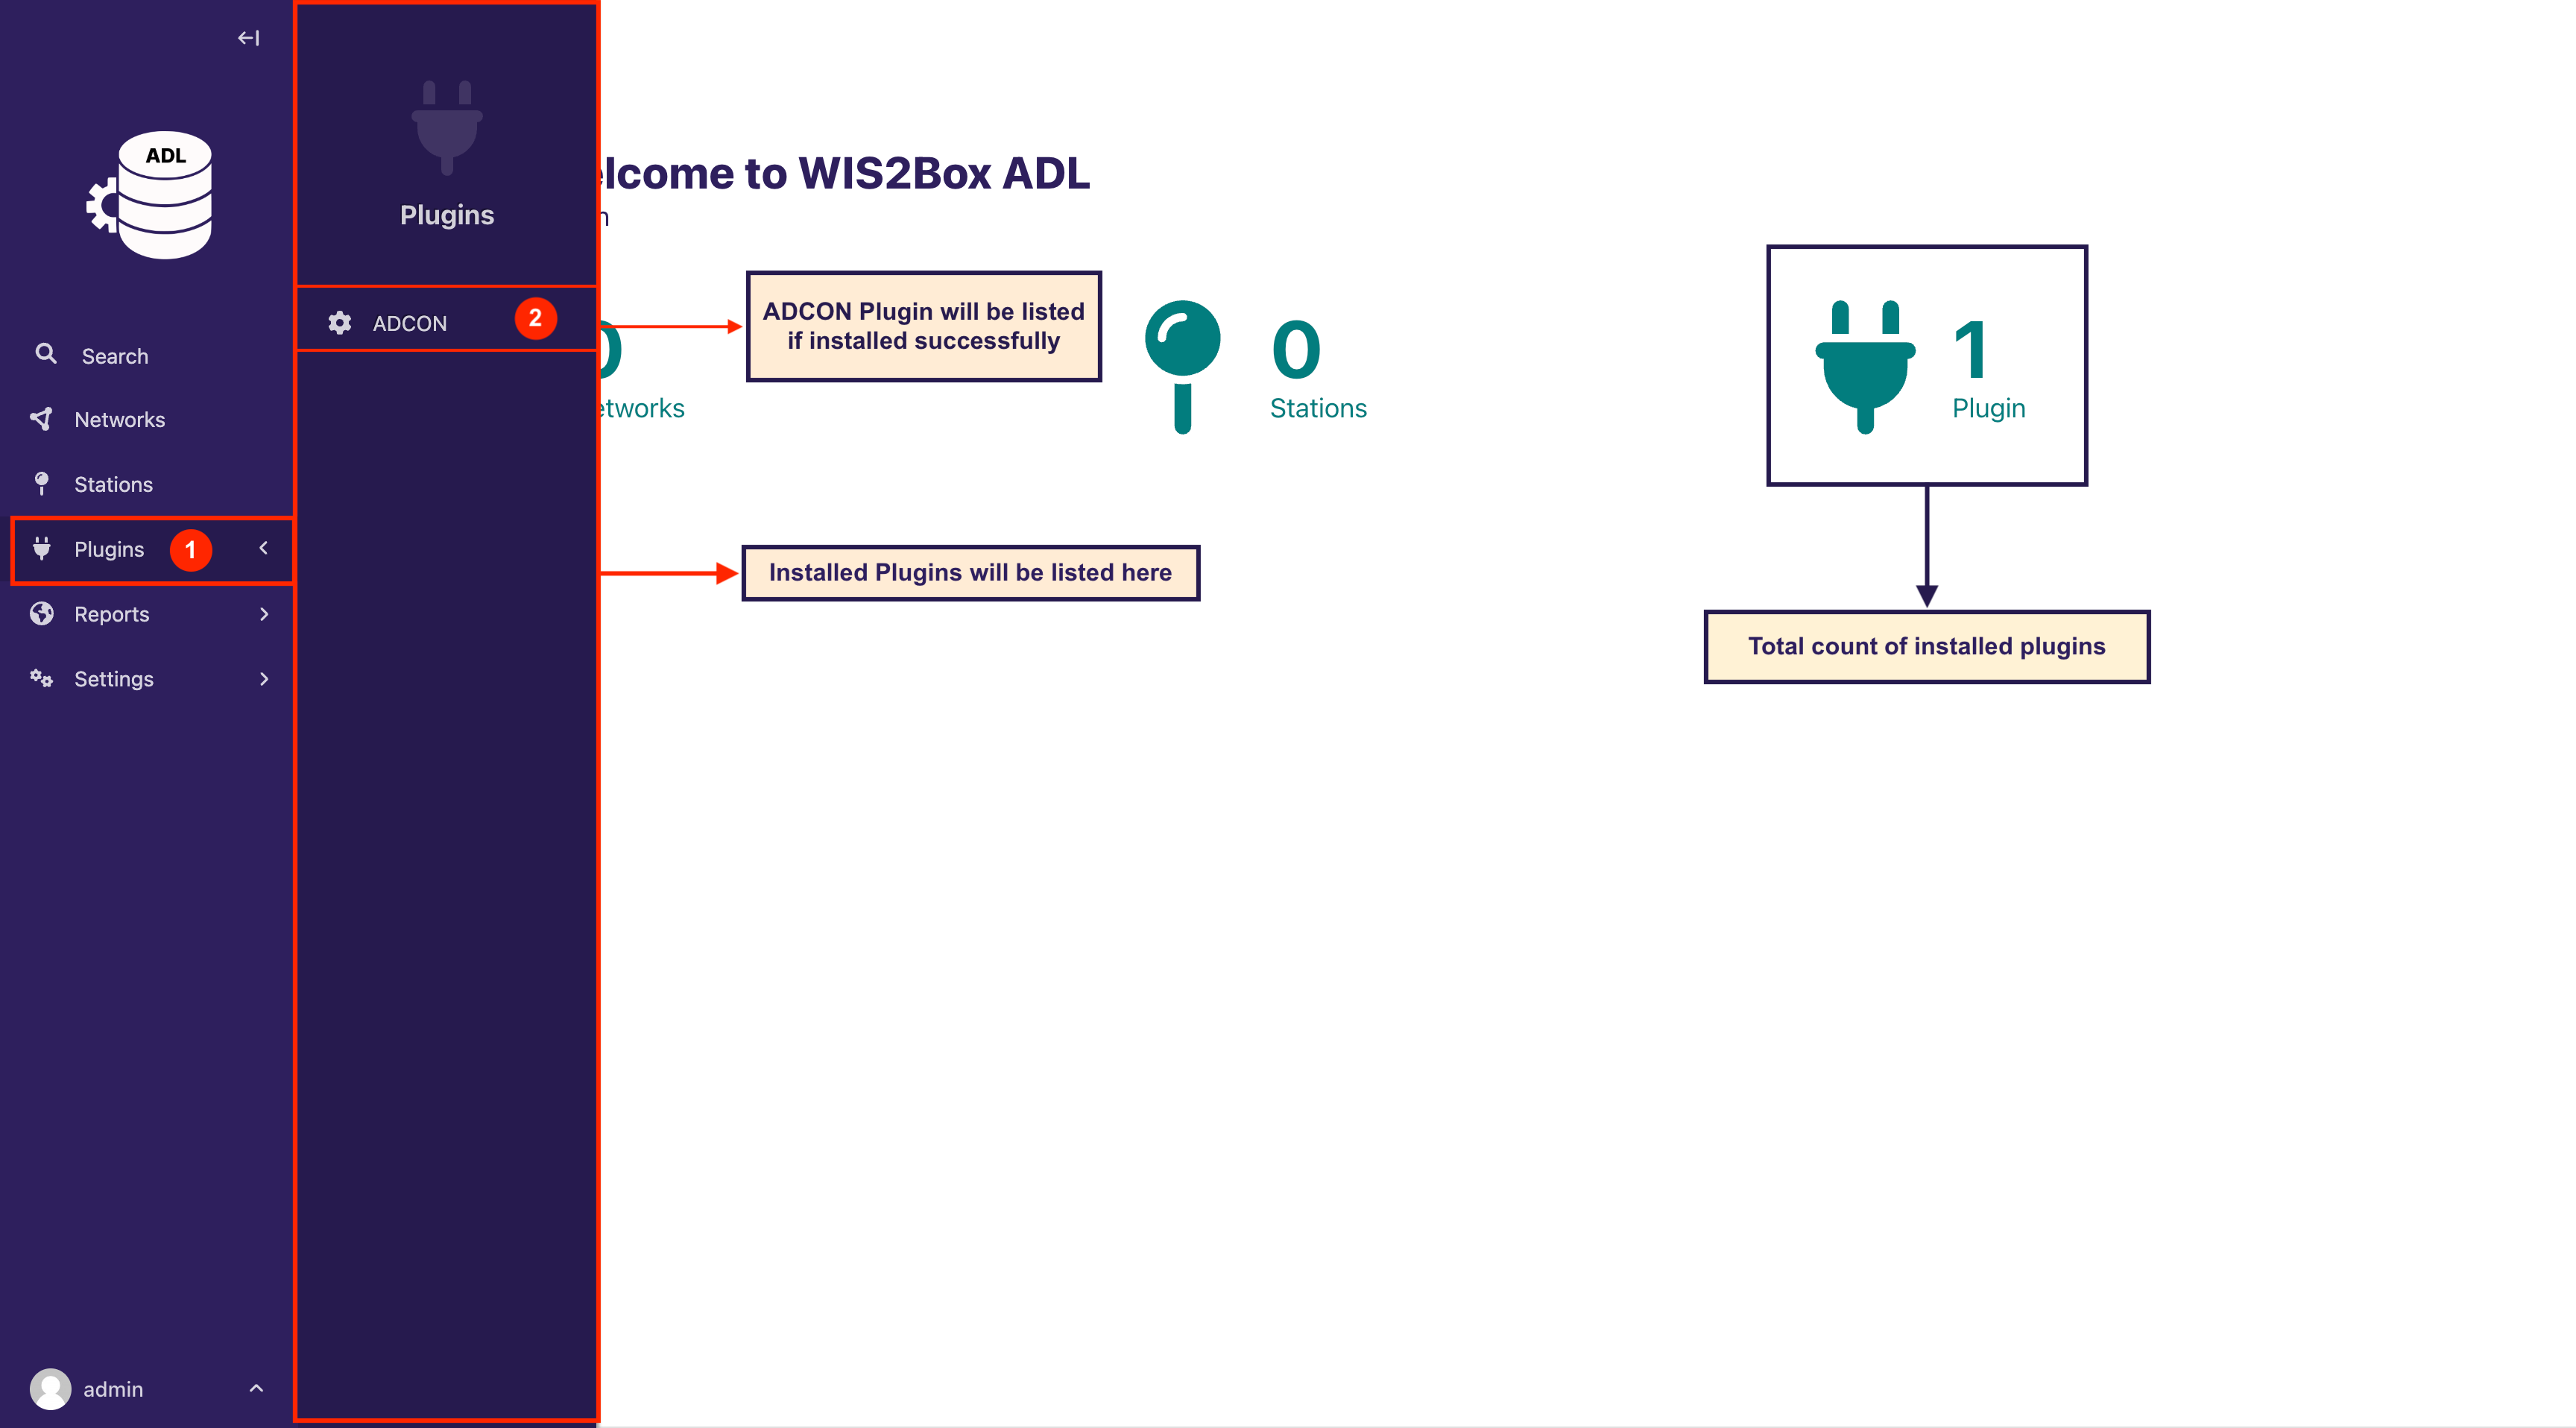 ADL
Search
Networks
Stations
Plugins 1
Reports
Settings
admin
Plugins
ADCON 2
elcome to WIS2Box ADL
n
0
etworks
ADCON Plugin will be listed
if installed successfully
0
Stations
1
Plugin
Installed Plugins will be listed here
Total count of installed plugins